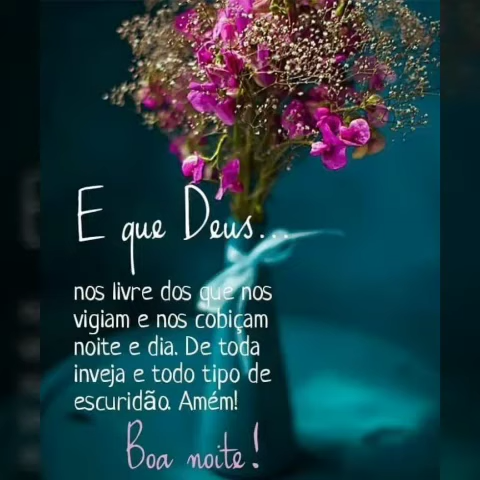 E que Deus...
nos livre dos que nos
vigiam e nos cobiçam
noite e dia. De toda
inveja e todo tipo de
escuridão. Amém!
Boa noite!